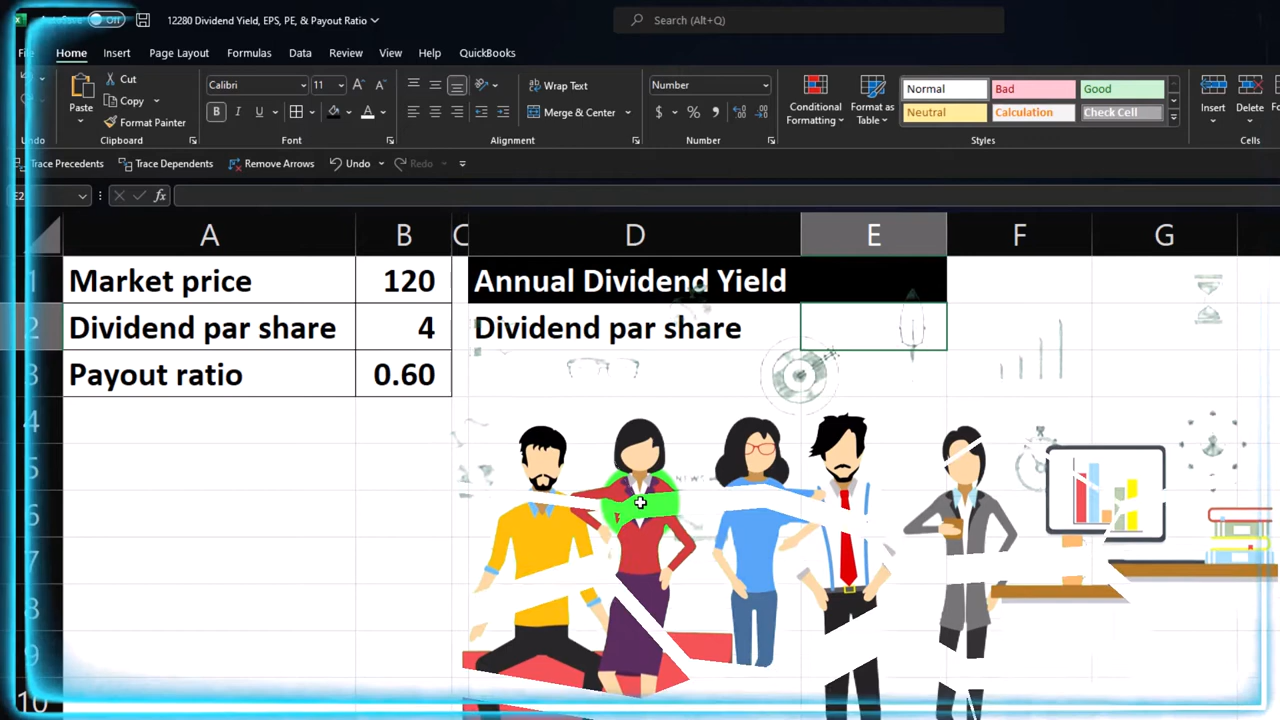 AutoSave Off 12280 Dividend Yield, EPS, PE, & Payout Ratio Search (Alt+Q)
File Home Insert Page Layout Formulas Data Review View Help QuickBooks
Paste Cut Copy Format Painter
Calibri 11
B I U
Wrap Text
Merge & Center
Number
$ % ,
Conditional Formatting
Format as Table
Normal Bad Good
Neutral Calculation Check Cell
Insert Delete
Undo Clipboard Font Alignment Number Styles Cells
Trace Precedents Trace Dependents Remove Arrows Undo Redo
E2 fx
A B C D E F G
1 Market price 120 Annual Dividend Yield
2 Dividend par share 4 Dividend par share
3 Payout ratio 0.60
4
5
6
7
8
9
10